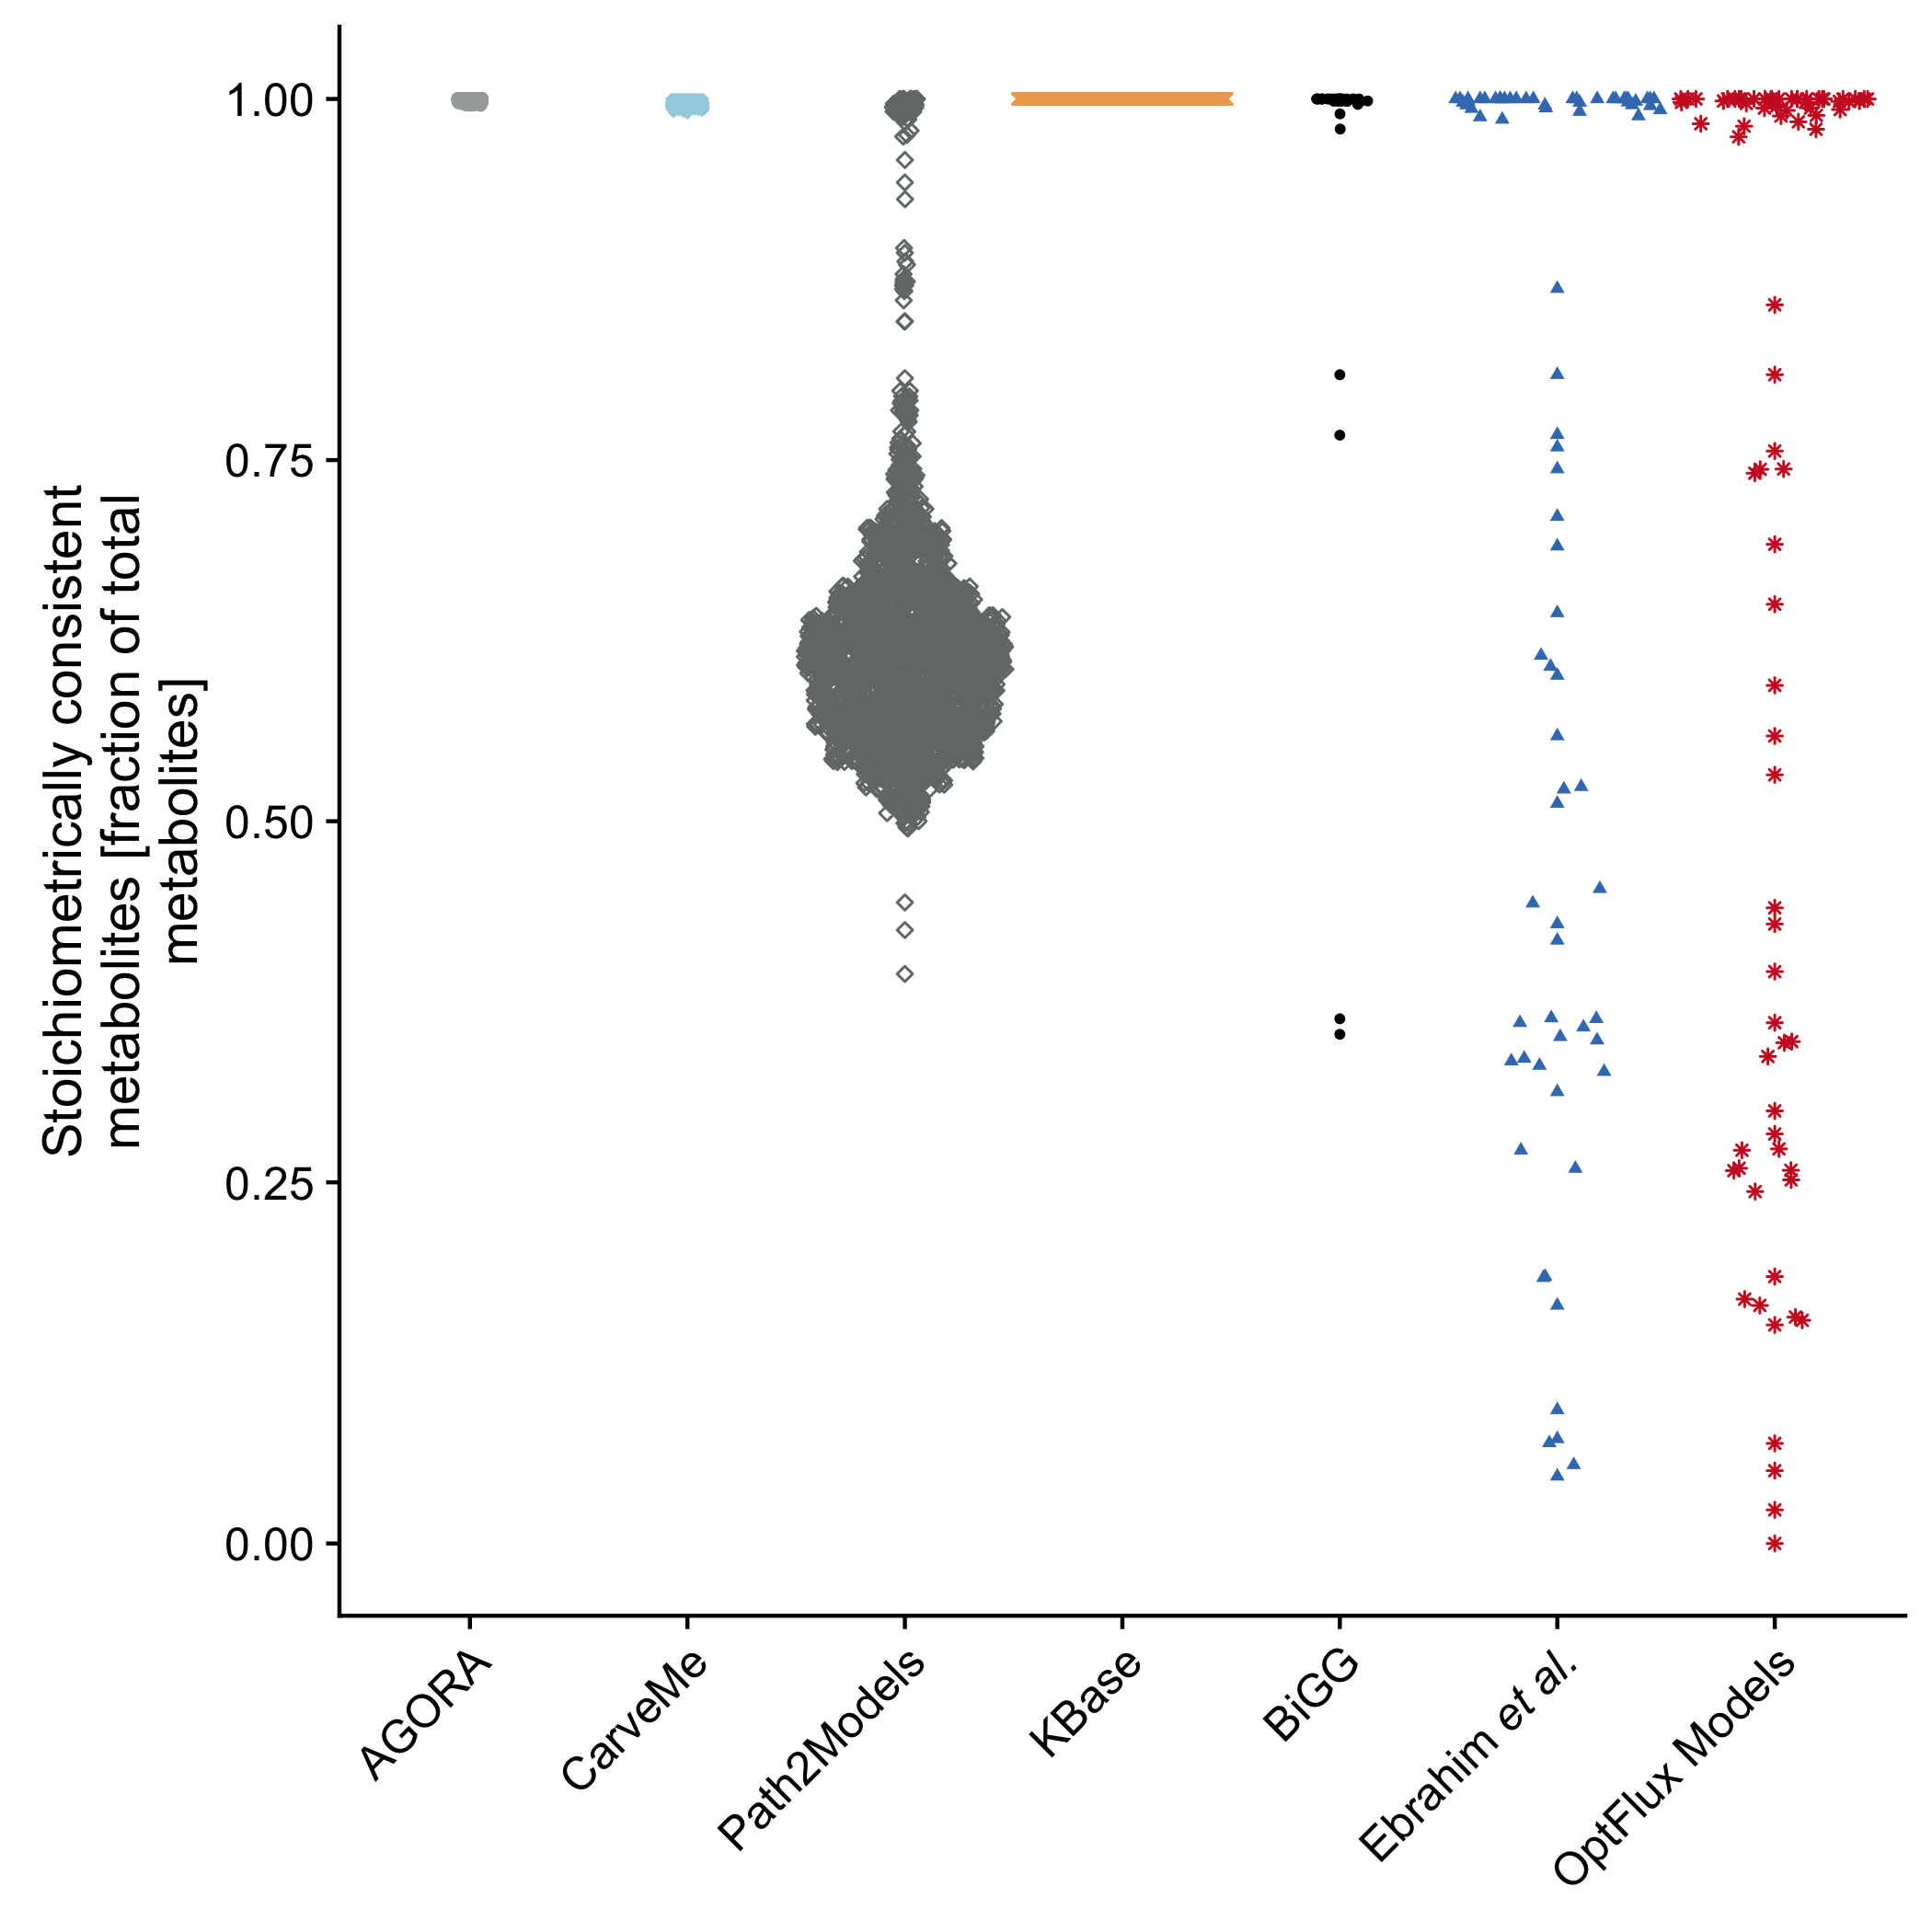 Stoichiometrically consistent
metabolites [fraction of total
metabolites]
1.00
0.75
0.50
0.25
0.00
AGORA
CarveMe
Path2Models
KBase
BiGG
Ebrahim et al.
OptFlux Models